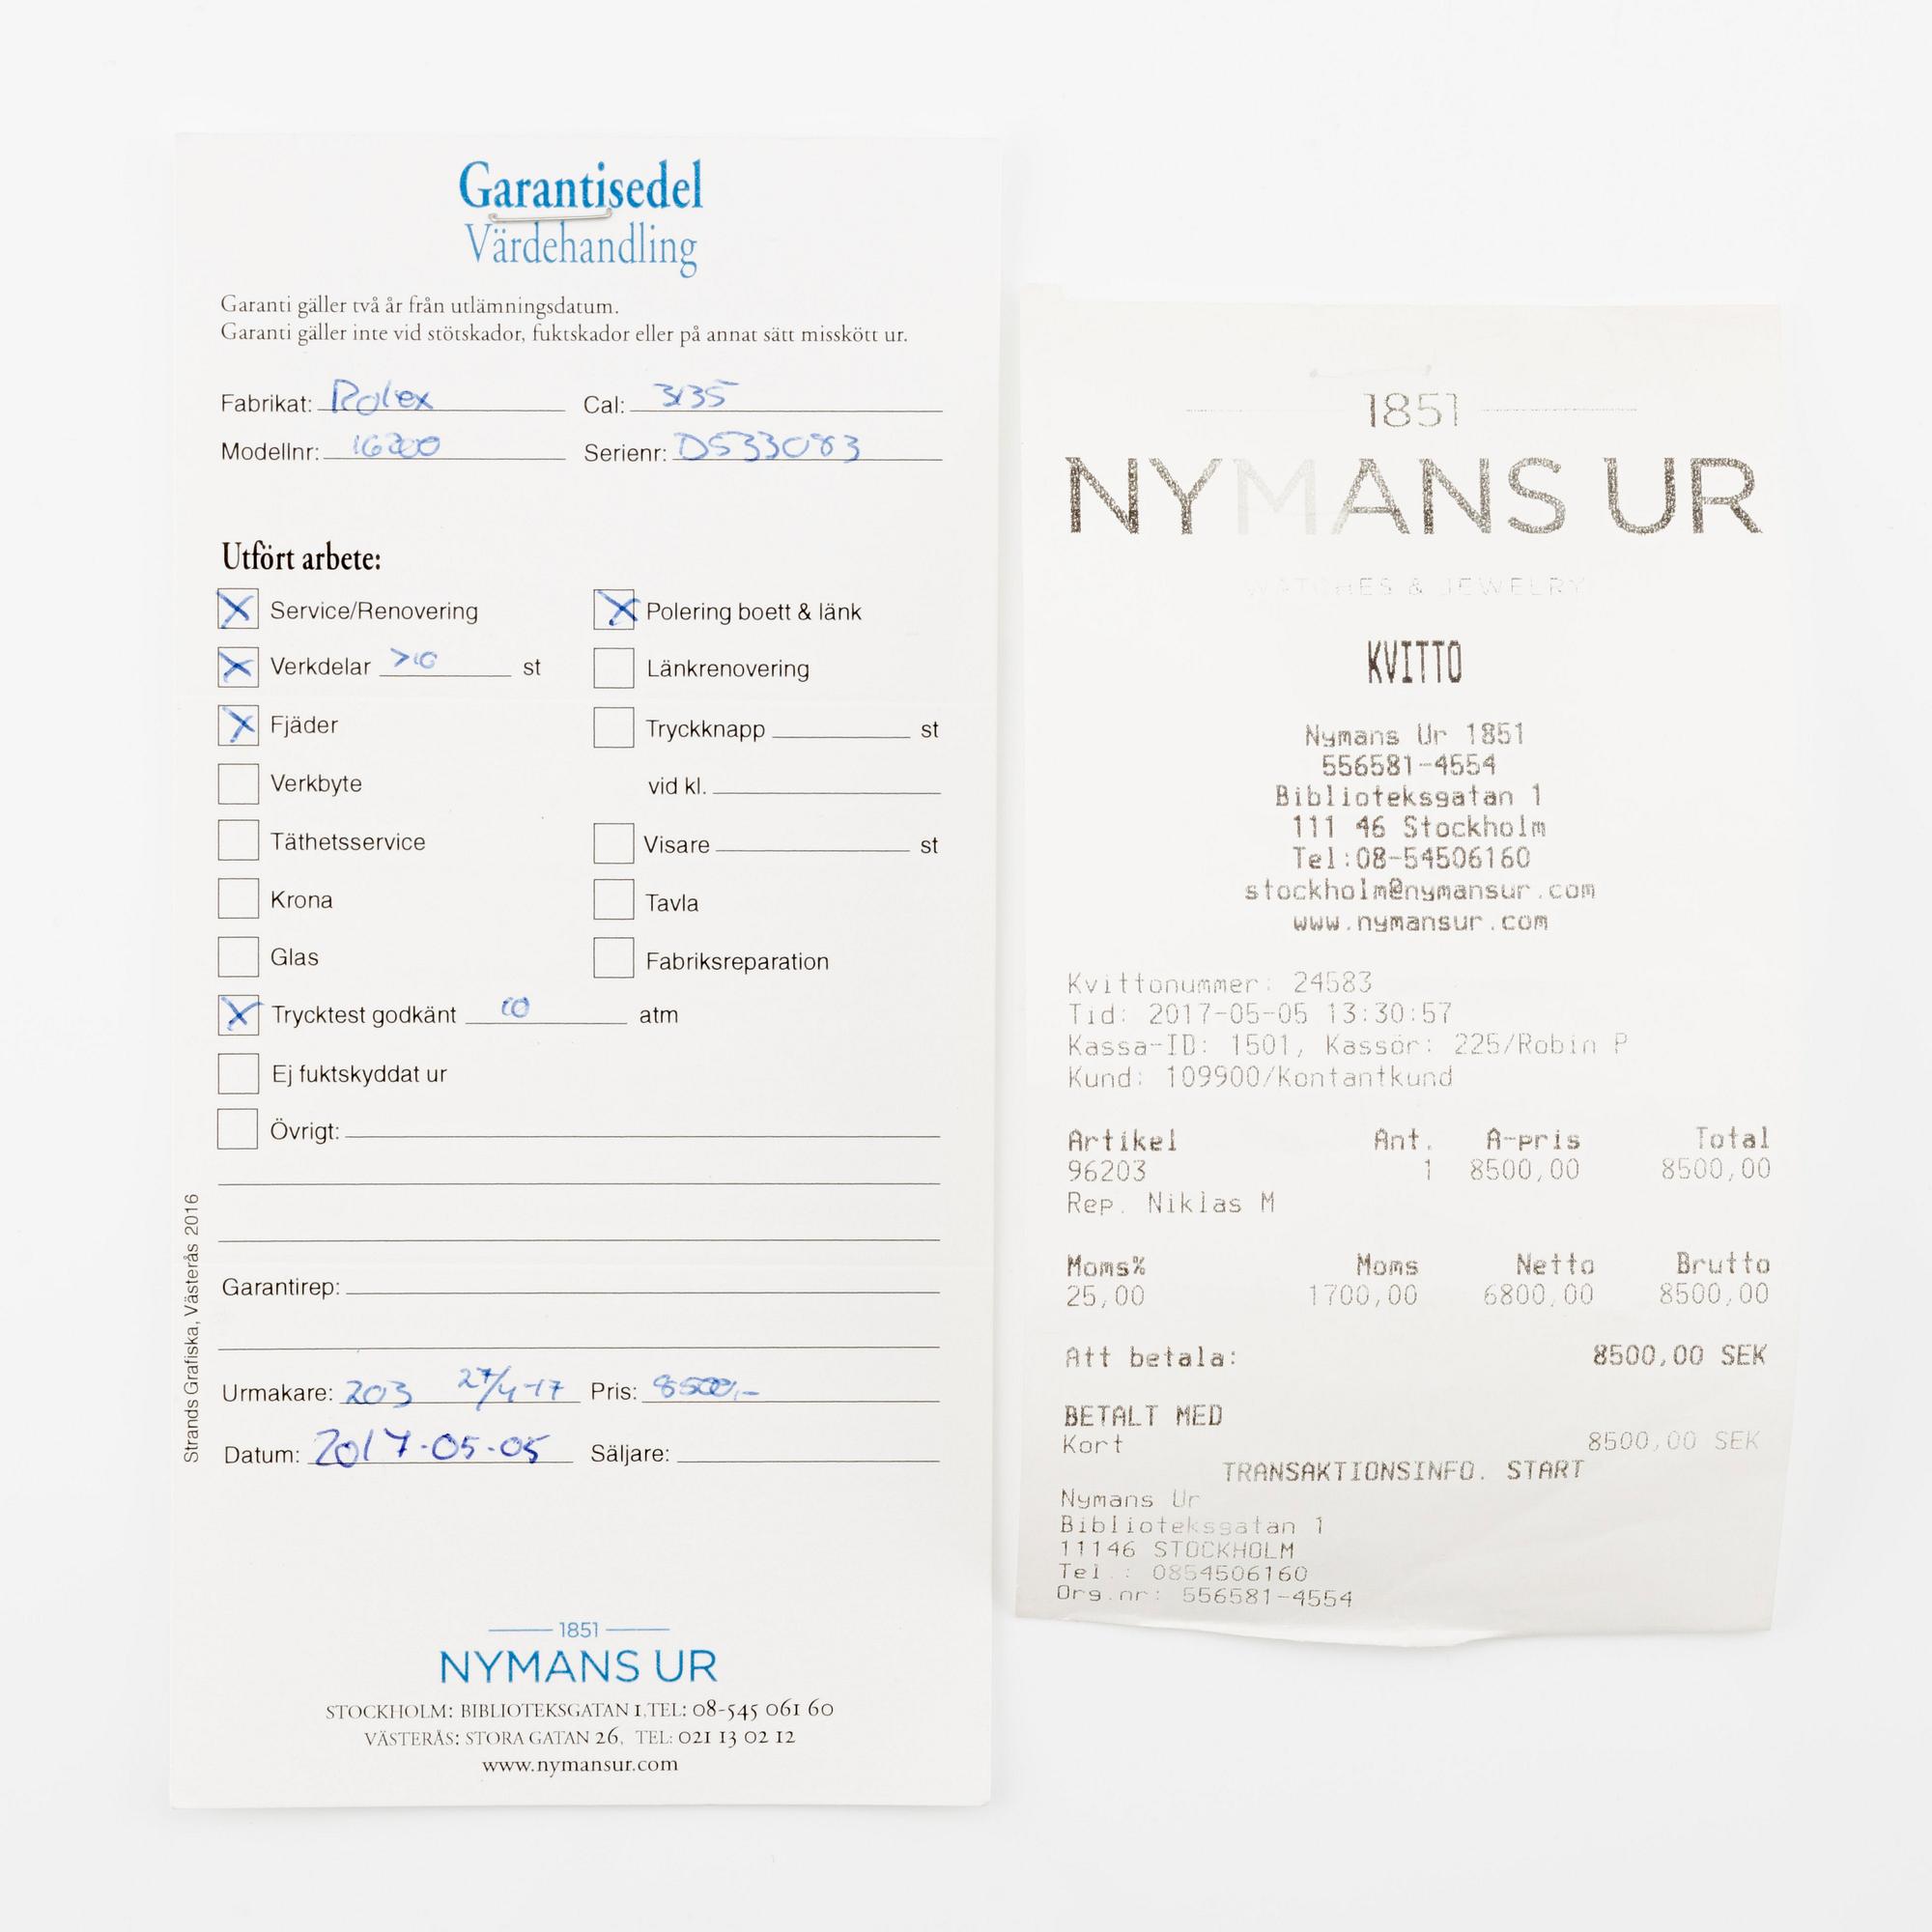 Garantisedel
Värdehandling
Garanti gäller två år från utlämningsdatum.
Garanti gäller inte vid stötskador, fuktskador eller på annat sätt misskött ur.
Fabrikat: Rolex Cal: 3135
Modellnr: 16200 Serienr: D533083
Utfört arbete:
Service/Renovering Polering boett & länk
Verkdelar >10 st Länkrenovering
Fjäder Tryckknapp st
Verkbyte vid kl.
Täthetsservice Visare st
Krona Tavla
Glas Fabriksreparation
Trycktest godkänt 10 atm
Ej fuktskyddat ur
Övrigt:
Garantirep:
Urmakare: 203 27/4-17 Pris: 8500,-
Datum: 2017-05-05 Säljare:
Strands Grafiska, Västerås 2016
1851
NYMANS UR
STOCKHOLM: BIBLIOTEKSGATAN 1. TEL: 08-545 061 60
VÄSTERÅS: STORA GATAN 26, TEL: 021 13 02 12
www.nymansur.com
1851
NYMANS UR
WATCHES & JEWELRY
KVITTO
Nymans Ur 1851
556581-4554
Biblioteksgatan 1
111 46 Stockholm
Tel:08-54506160
stockholm@nymansur.com
www.nymansur.com
Kvittonummer: 24583
Tid: 2017-05-05 13:30:57
Kassa-ID: 1501, Kassör: 225/Robin P
Kund: 109900/Kontantkund
Artikel Ant. A-pris Total
96203 1 8500,00 8500,00
Rep. Niklas M
Moms% Moms Netto Brutto
25,00 1700,00 6800,00 8500,00
Att betala: 8500,00 SEK
BETALT MED
Kort 8500,00 SEK
TRANSAKTIONSINFO. START
Nymans Ur
Biblioteksgatan 1
11146 STOCKHOLM
Tel.: 0854506160
Org.nr: 556581-4554